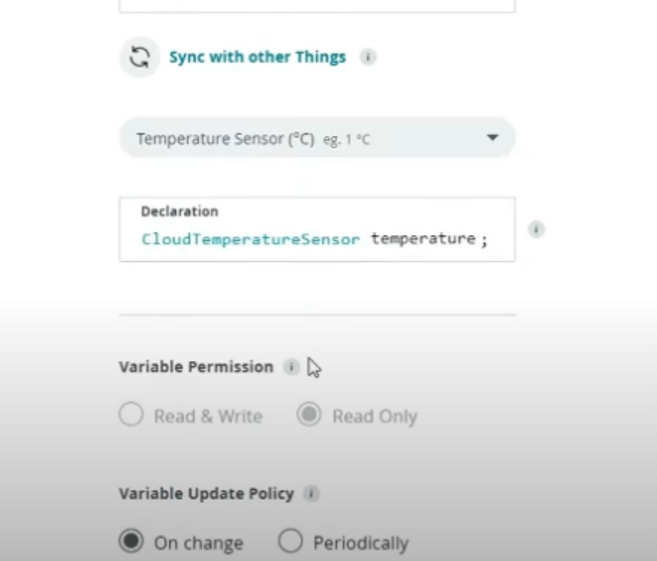 Sync with other Things i
Temperature Sensor (°C) eg. 1 °C
Declaration
CloudTemperatureSensor temperature; i
Variable Permission i
Read & Write Read Only
Variable Update Policy i
On change Periodically